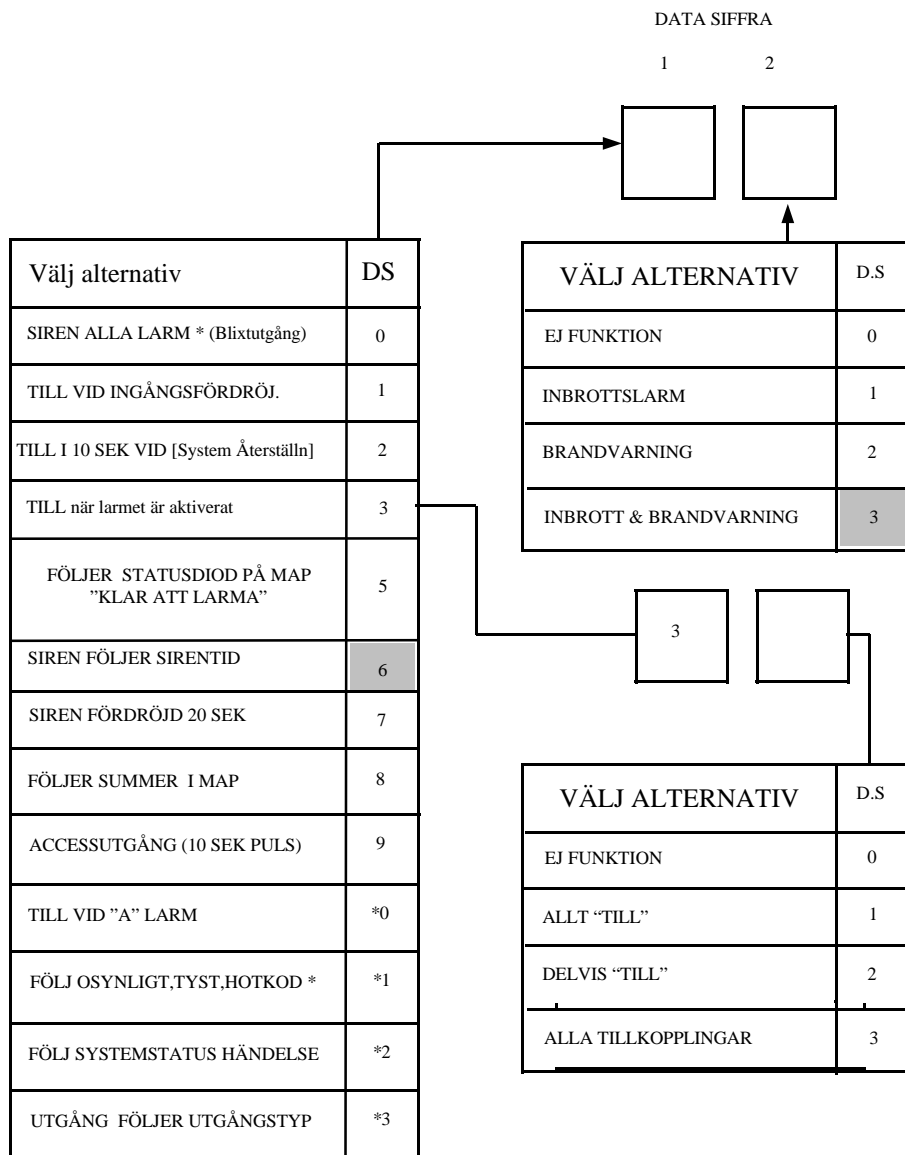 DATA SIFFRA
1 2
Välj alternativ DS
SIREN ALLA LARM * (Blixtutgång) 0
TILL VID INGÅNGSFÖRDRÖJ. 1
TILL I 10 SEK VID [System Återställn] 2
TILL när larmet är aktiverat 3
FÖLJER STATUSDIOD PÅ MAP
”KLAR ATT LARMA” 5
SIREN FÖLJER SIRENTID 6
SIREN FÖRDRÖJD 20 SEK 7
FÖLJER SUMMER I MAP 8
ACCESSUTGÅNG (10 SEK PULS) 9
TILL VID ”A” LARM *0
FÖLJ OSYNLIGT,TYST,HOTKOD * *1
FÖLJ SYSTEMSTATUS HÄNDELSE *2
UTGÅNG FÖLJER UTGÅNGSTYP *3
VÄLJ ALTERNATIV D.S
EJ FUNKTION 0
INBROTTSLARM 1
BRANDVARNING 2
INBROTT & BRANDVARNING 3
3
VÄLJ ALTERNATIV D.S
EJ FUNKTION 0
ALLT “TILL” 1
DELVIS “TILL” 2
ALLA TILLKOPPLINGAR 3